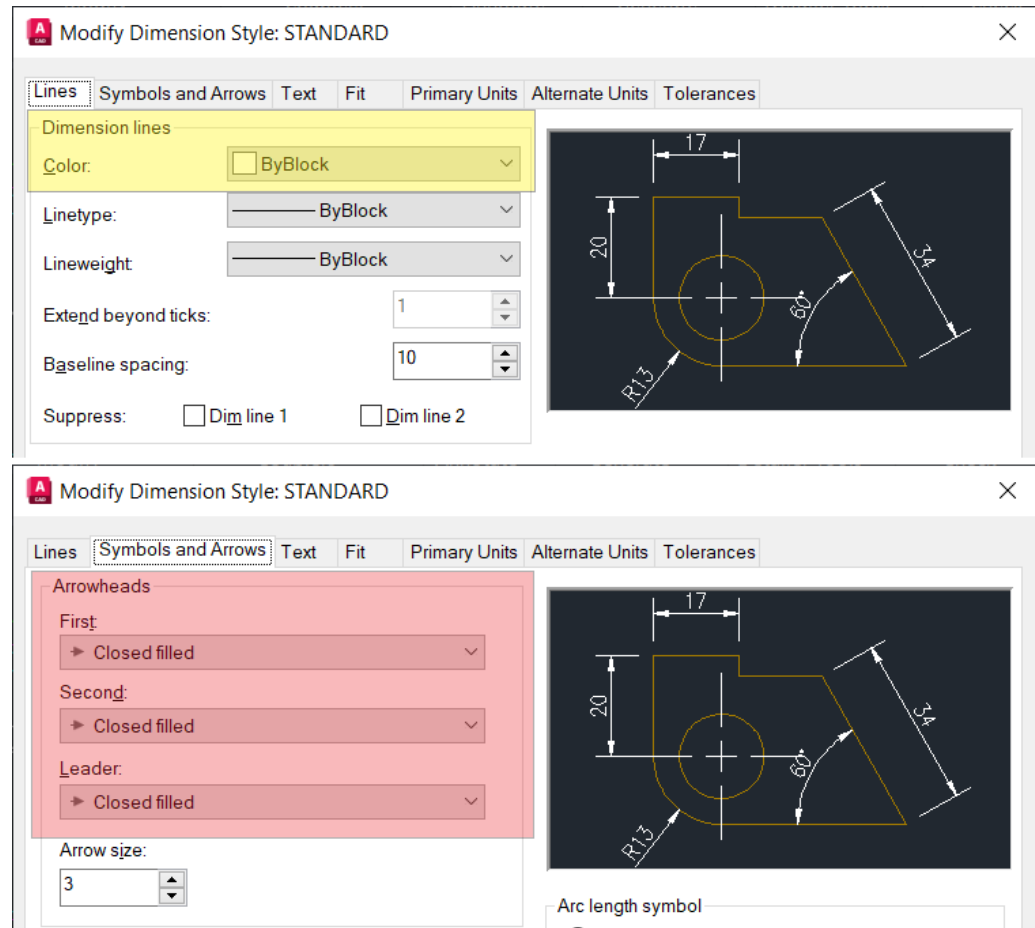 A CAD Modify Dimension Style: STANDARD
Lines Symbols and Arrows Text Fit Primary Units Alternate Units Tolerances
Dimension lines
Color: ByBlock
Linetype: ByBlock
Lineweight: ByBlock
Extend beyond ticks: 1
Baseline spacing: 10
Suppress: Dim line 1 Dim line 2
17
20
34
60°
R13
A CAD Modify Dimension Style: STANDARD
Lines Symbols and Arrows Text Fit Primary Units Alternate Units Tolerances
Arrowheads
First:
Closed filled
Second:
Closed filled
Leader:
Closed filled
Arrow size:
3
17
20
34
60°
R13
Arc length symbol